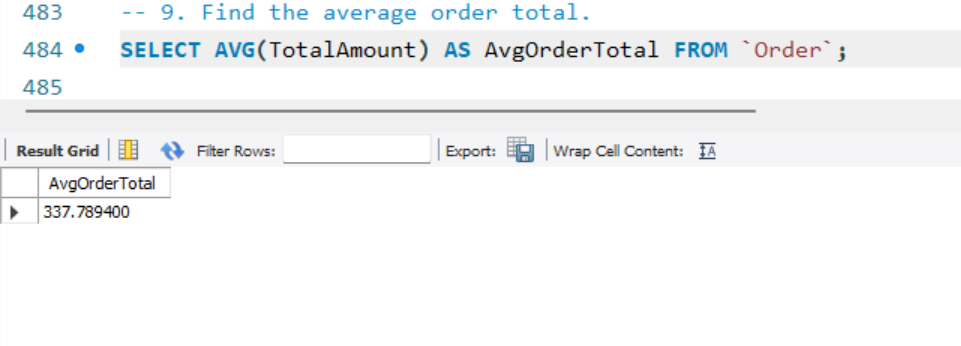 483 -- 9. Find the average order total.
484 SELECT AVG(TotalAmount) AS AvgOrderTotal FROM `Order`;
485
Result Grid Filter Rows: Export: Wrap Cell Content: IA
AvgOrderTotal
337.789400